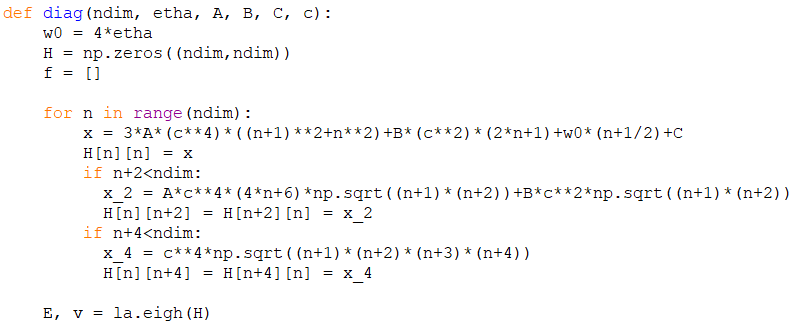 def diag(ndim, etha, A, B, C, c):
    w0 = 4*etha
    H = np.zeros((ndim,ndim))
    f = []

    for n in range(ndim):
        x = 3*A*(c**4)*((n+1)**2+n**2)+B*(c**2)*(2*n+1)+w0*(n+1/2)+C
        H[n][n] = x
        if n+2<ndim:
          x_2 = A*c**4*(4*n+6)*np.sqrt((n+1)*(n+2))+B*c**2*np.sqrt((n+1)*(n+2))
          H[n][n+2] = H[n+2][n] = x_2
        if n+4<ndim:
          x_4 = c**4*np.sqrt((n+1)*(n+2)*(n+3)*(n+4))
          H[n][n+4] = H[n+4][n] = x_4

    E, v = la.eigh(H)